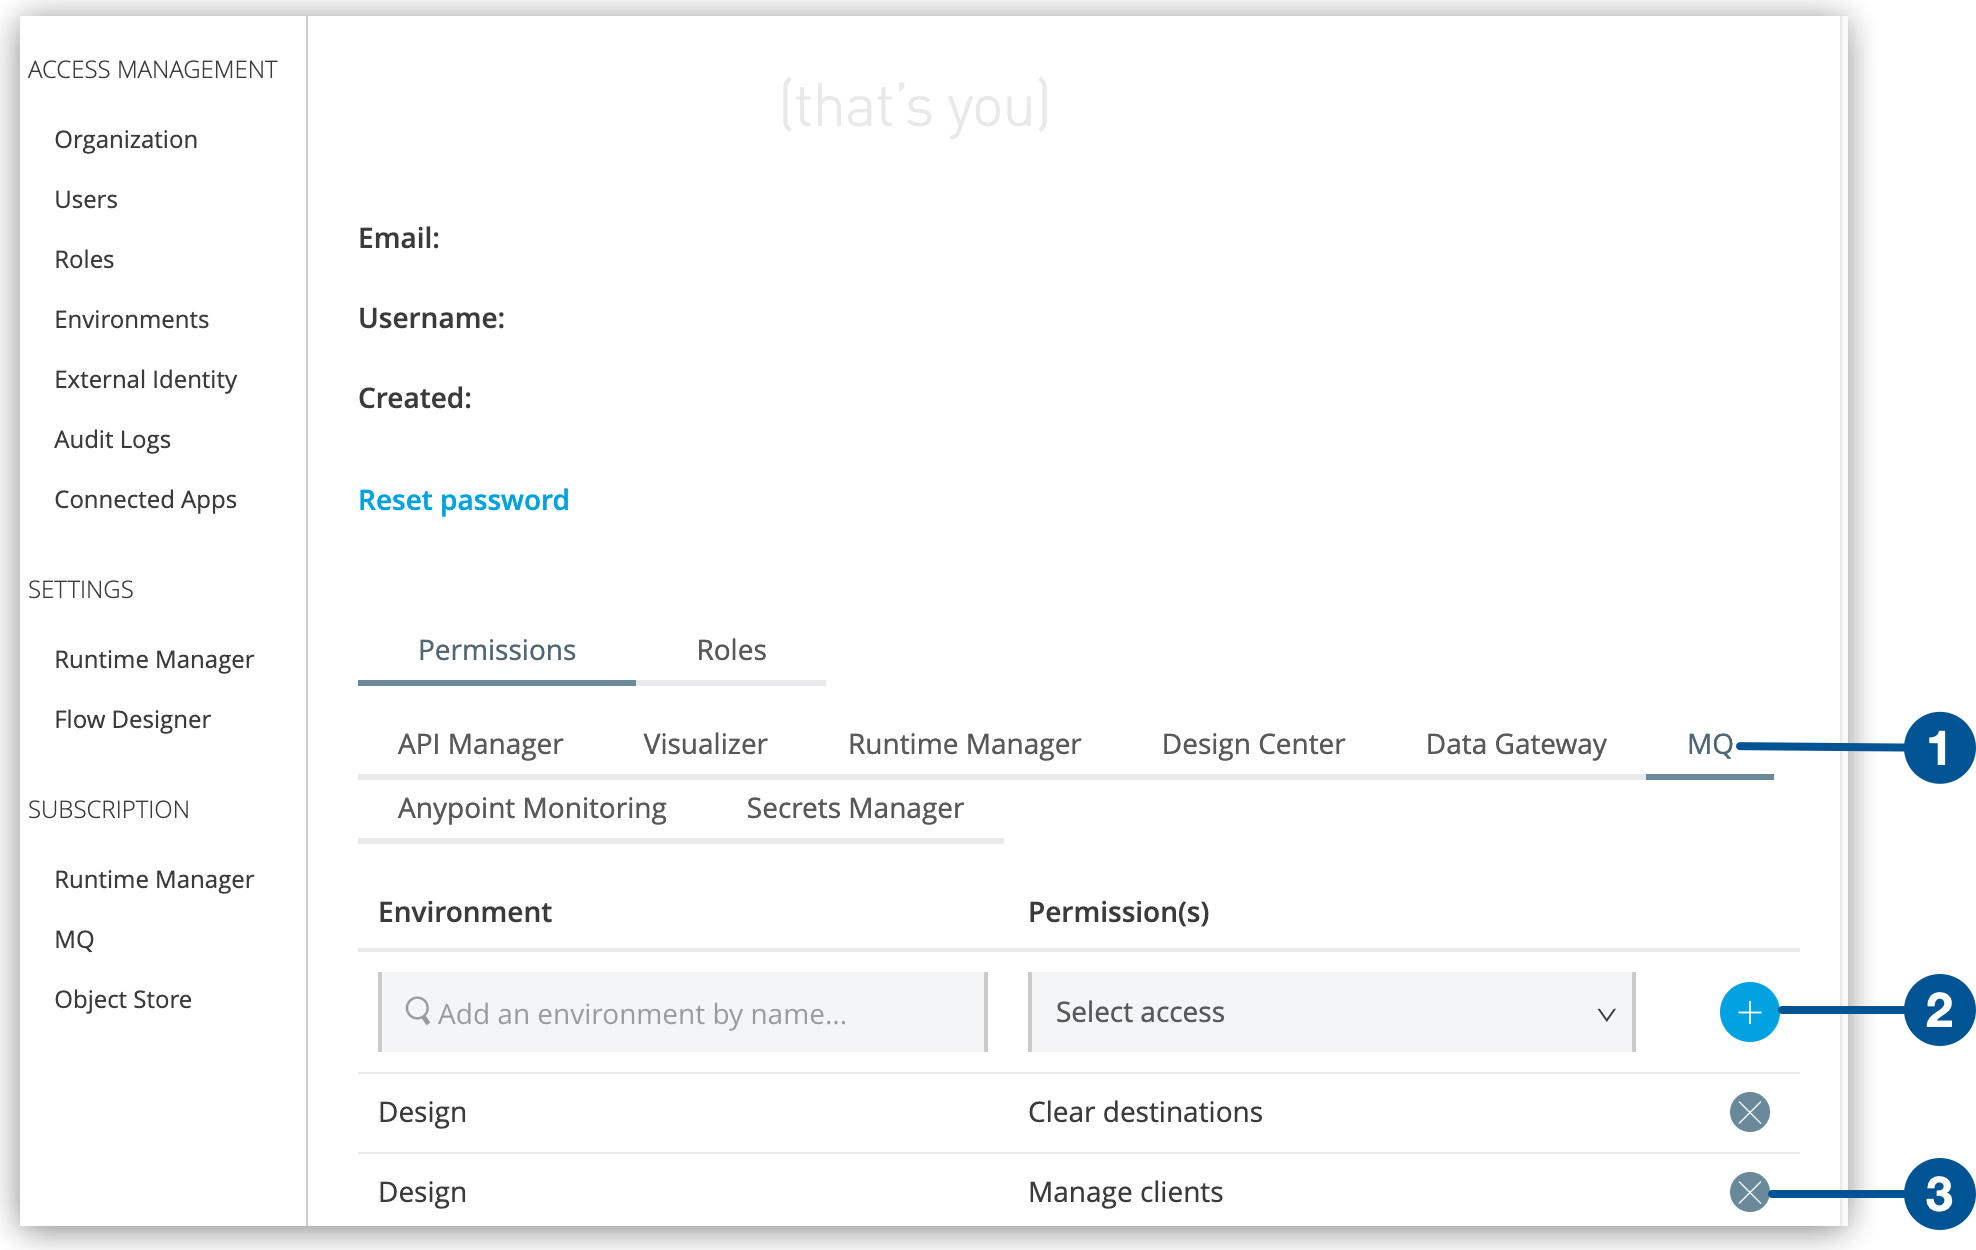 ACCESS MANAGEMENT
Organization
Users
Roles
Environments
External Identity
Audit Logs
Connected Apps
SETTINGS
Runtime Manager
Flow Designer
SUBSCRIPTION
Runtime Manager
MQ
Object Store
(that's you)
Email:
Username:
Created:
Reset password
Permissions Roles
API Manager Visualizer Runtime Manager Design Center Data Gateway MQ 1
Anypoint Monitoring Secrets Manager
Environment Permission(s)
Add an environment by name... Select access 2
Design Clear destinations
Design Manage clients 3